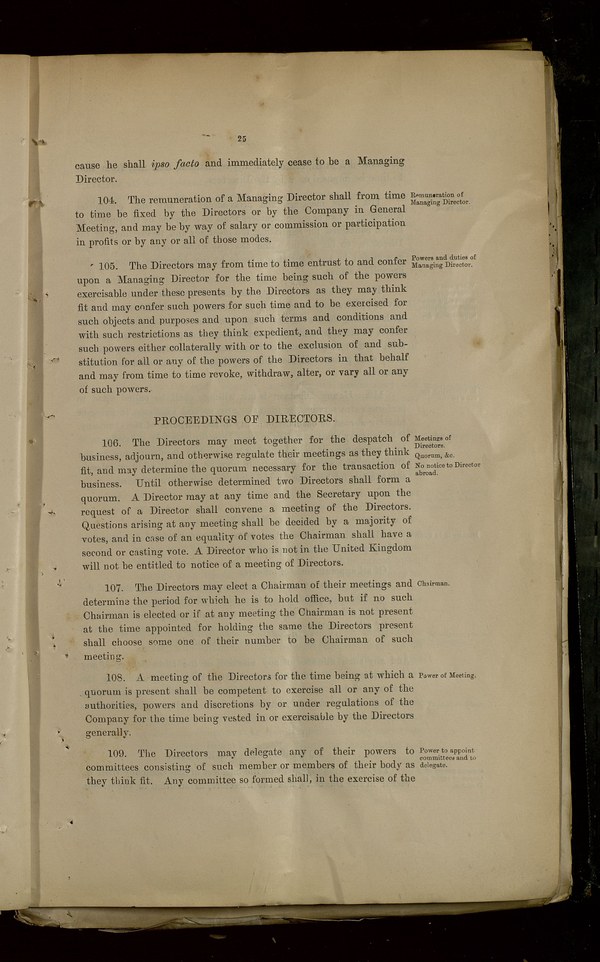 25
cause he shall ipso facto and immediately cease to be a Managing
Director.
104. The remuneration of a Managing Director shall from time
to time be fixed by the Directors or by the Company in General
Meeting, and may be by way of salary or commission or participation
in profits or by any or all of those modes.
Remuneration of
Managing Director.
105. The Directors may from time to time entrust to and confer
upon a Managing Director for the time being such of the powers
exercisable under these presents by the Directors as they may think
fit and may confer such powers for such time and to be exercised for
such objects and purposes and upon such terms and conditions and
with such restrictions as they think expedient, and they may confer
such powers either collaterally with or to the exclusion of and sub-
stitution for all or any of the powers of the Directors in that behalf
and may from time to time revoke, withdraw, alter, or vary all or any
of such powers.
Powers and duties of
Managing Director.
PROCEEDINGS OF DIRECTORS.
106. The Directors may meet together for the despatch of
business, adjourn, and otherwise regulate their meetings as they think
fit, and may determine the quorum necessary for the transaction of
business. Until otherwise determined two Directors shall form a
quorum. A Director may at any time and the Secretary upon the
request of a Director shall convene a meeting of the Directors.
Questions arising at any meeting shall be decided by a majority of
votes, and in case of an equality of votes the Chairman shall have a
second or casting vote. A Director who is not in the United Kingdom
will not be entitled to notice of a meeting of Directors.
Meetings of
Directors.
Quorum, &c.
No notice to Director
abroad.
107. The Directors may elect a Chairman of their meetings and
determine the period for which he is to hold office, but if no such
Chairman is elected or if at any meeting the Chairman is not present
at the time appointed for holding the same the Directors present
shall choose some one of their number to be Chairman of such
meeting.
Chairman.
108. A meeting of the Directors for the time being at which a
quorum is present shall be competent to exercise all or any of the
authorities, powers and discretions by or under regulations of the
Company for the time being vested in or exercisable by the Directors
generally.
Power of Meeting.
109. The Directors may delegate any of their powers to
committees consisting of such member or members of their body as
they think fit. Any committee so formed shall, in the exercise of the
Power to appoint
committees and to
delegate.